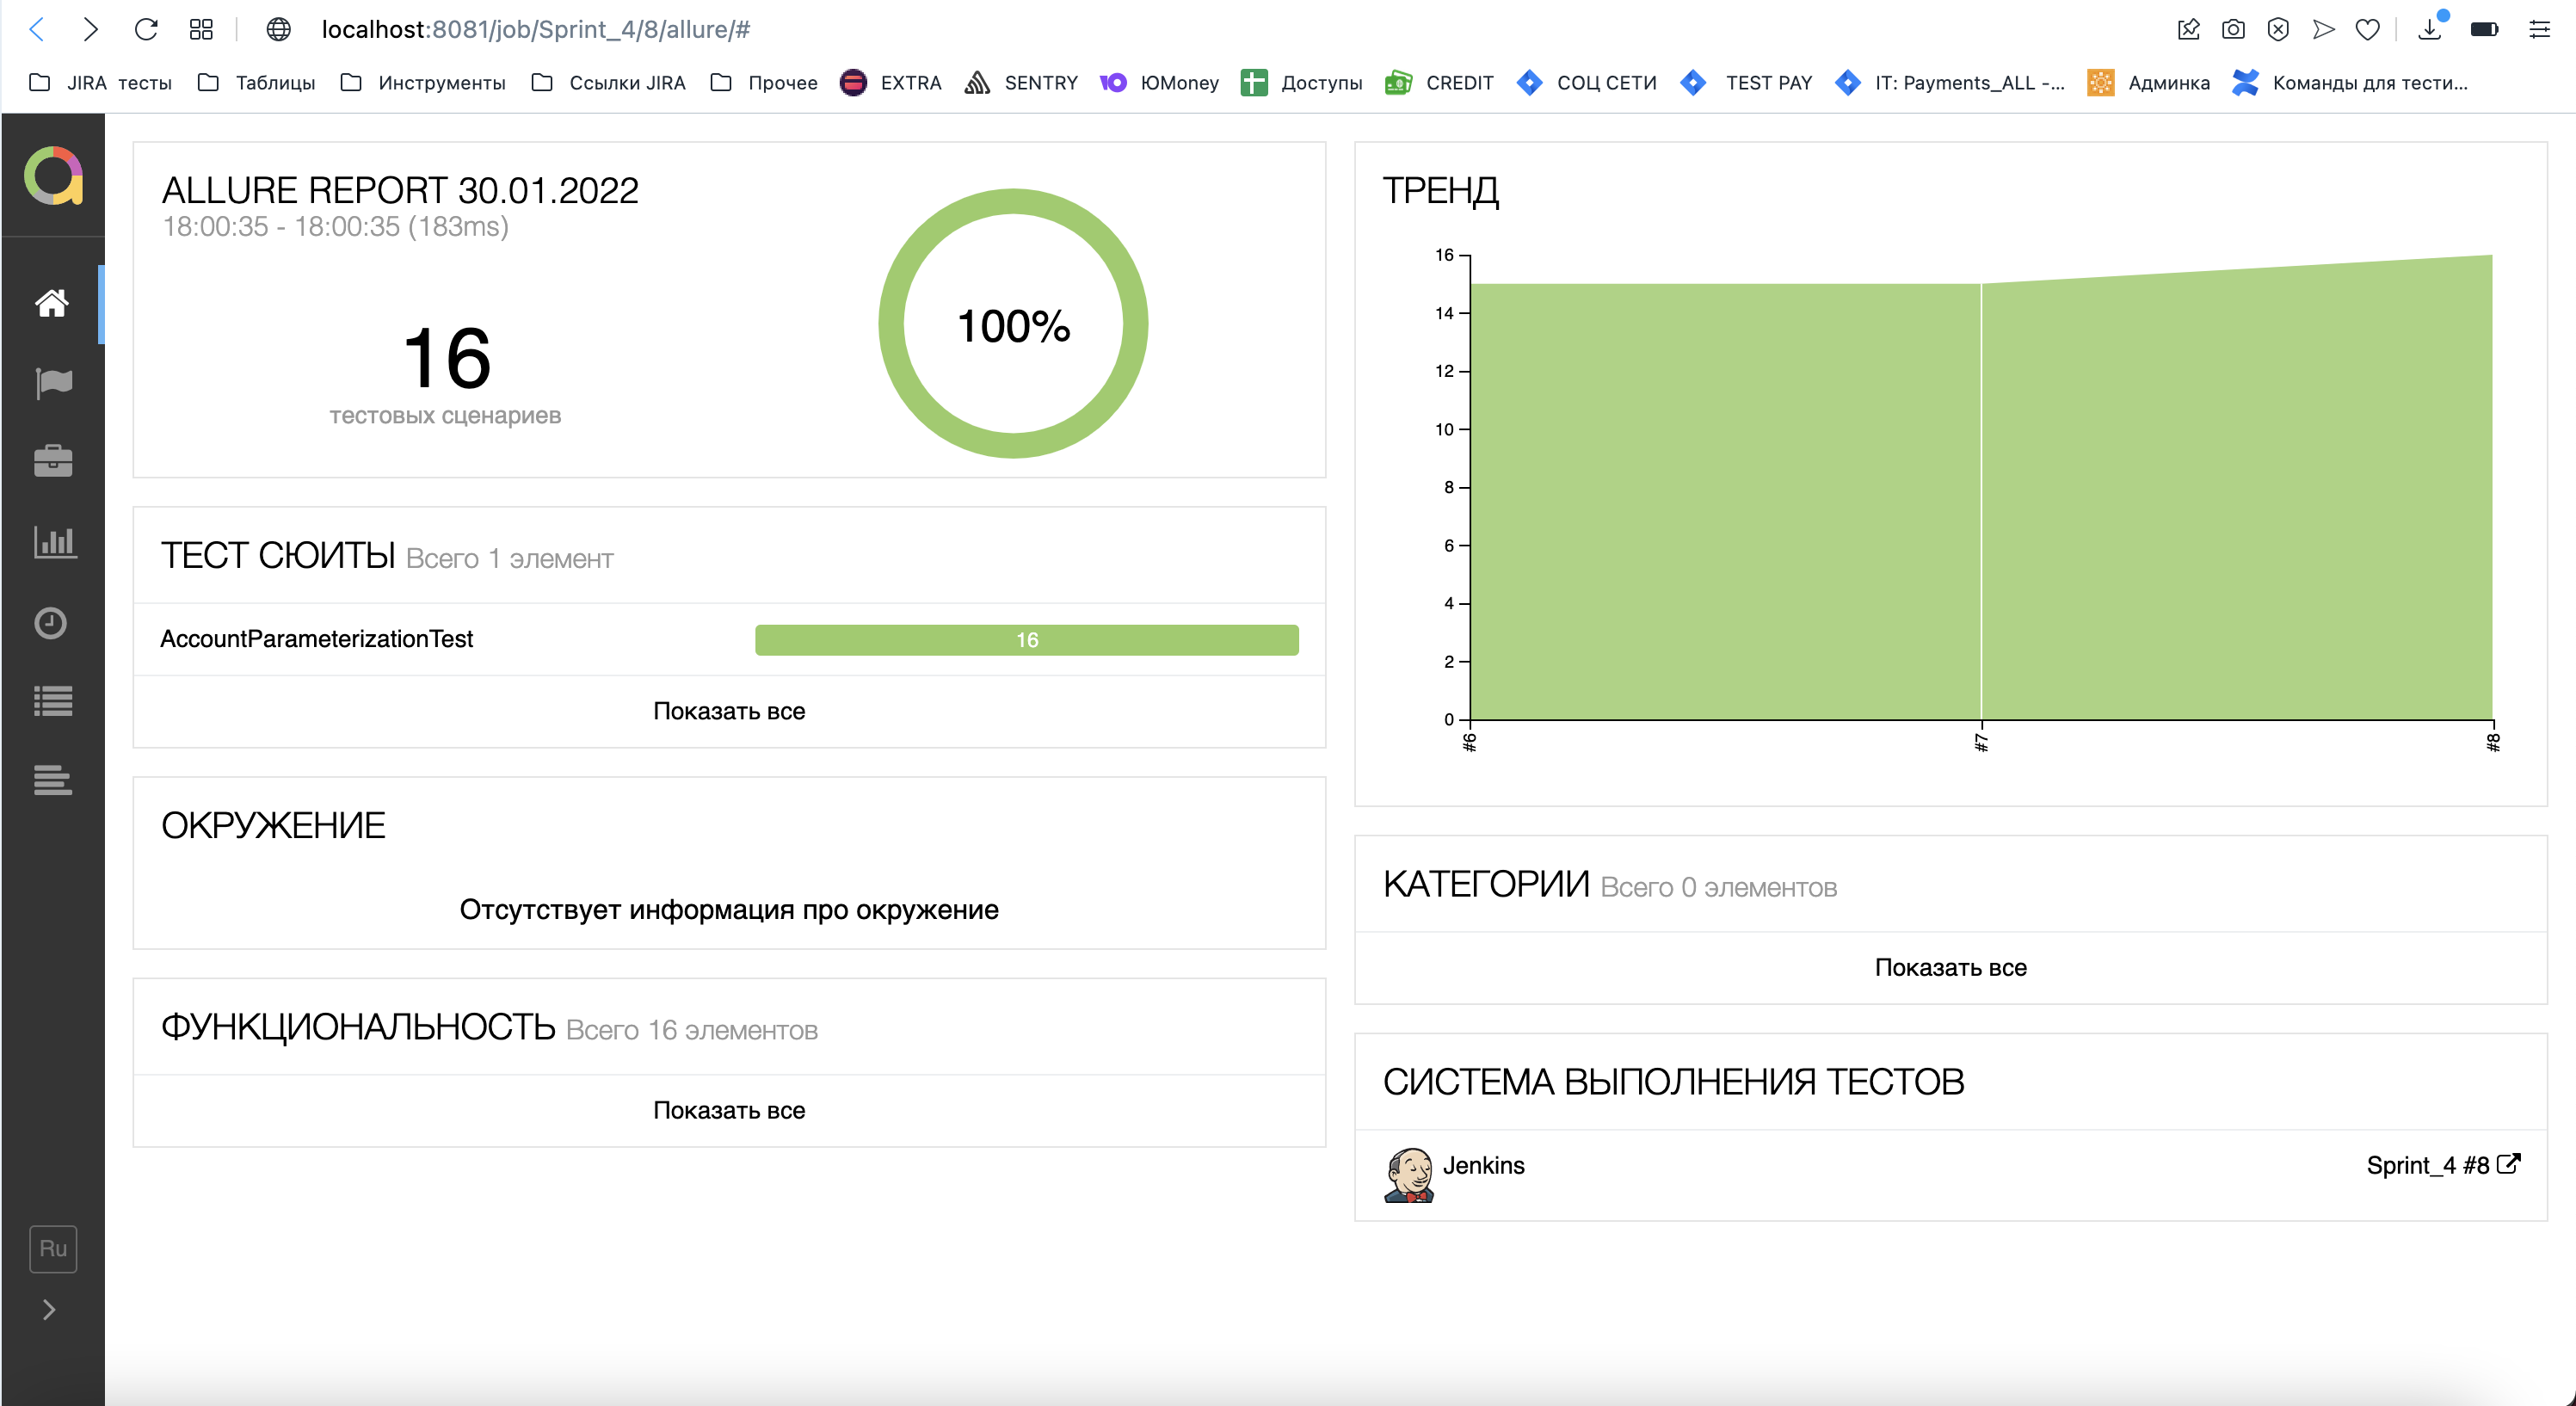 localhost:8081/job/Sprint_4/8/allure/#
JIRA тесты
Таблицы
Инструменты
Ссылки JIRA
Прочее
EXTRA
SENTRY
ЮMoney
Доступы
CREDIT
СОЦ СЕТИ
TEST PAY
IT: Payments_ALL -...
Админка
Команды для тести...
ALLURE REPORT 30.01.2022
18:00:35 - 18:00:35 (183ms)
16
тестовых сценариев
100%
ТЕСТ СЮИТЫ Всего 1 элемент
AccountParameterizationTest
16
Показать все
ОКРУЖЕНИЕ
Отсутствует информация про окружение
ФУНКЦИОНАЛЬНОСТЬ Всего 16 элементов
Показать все
ТРЕНД
16
14
12
10
8
6
4
2
0
#6
#7
#8
КАТЕГОРИИ Всего 0 элементов
Показать все
СИСТЕМА ВЫПОЛНЕНИЯ ТЕСТОВ
Jenkins
Sprint_4 #8
Ru